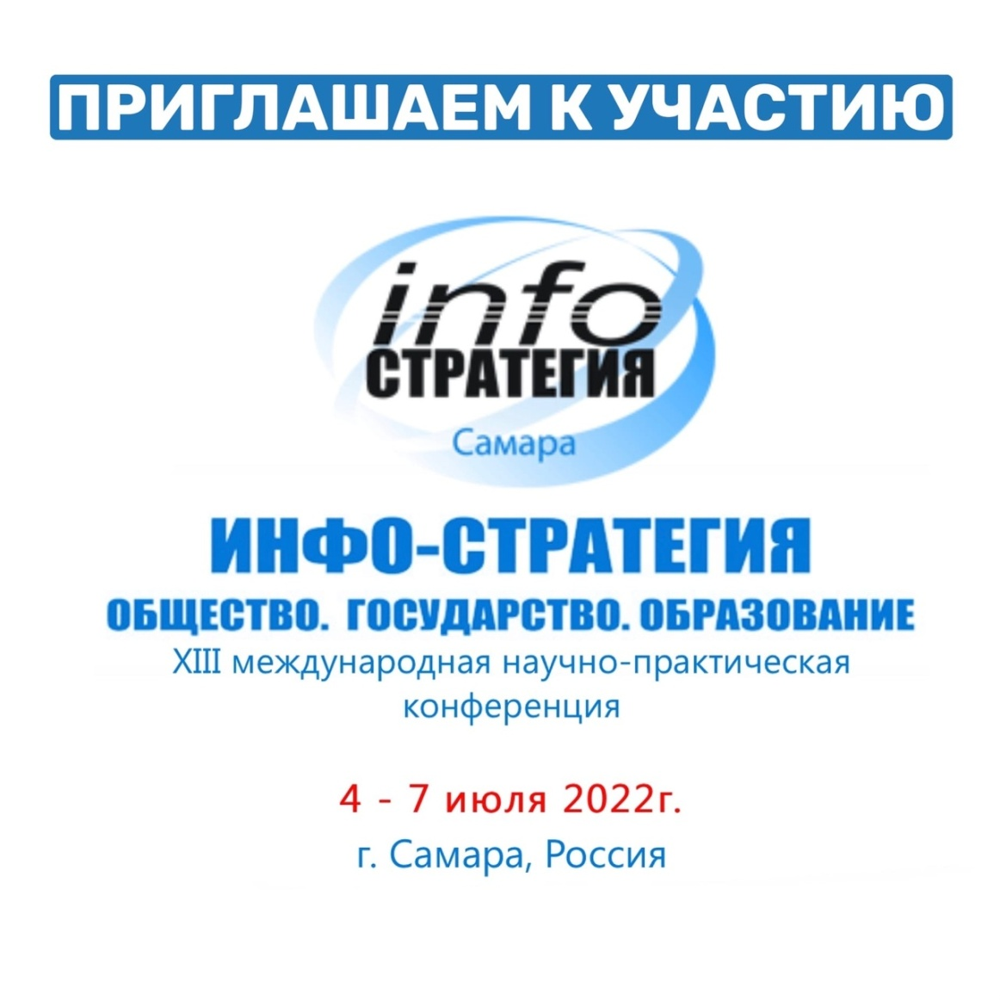 ПРИГЛАШАЕМ К УЧАСТИЮ
info
СТРАТЕГИЯ
Самара
ИНФО-СТРАТЕГИЯ
ОБЩЕСТВО. ГОСУДАРСТВО. ОБРАЗОВАНИЕ
XIII международная научно-практическая
конференция
4 - 7 июля 2022г.
г. Самара, Россия